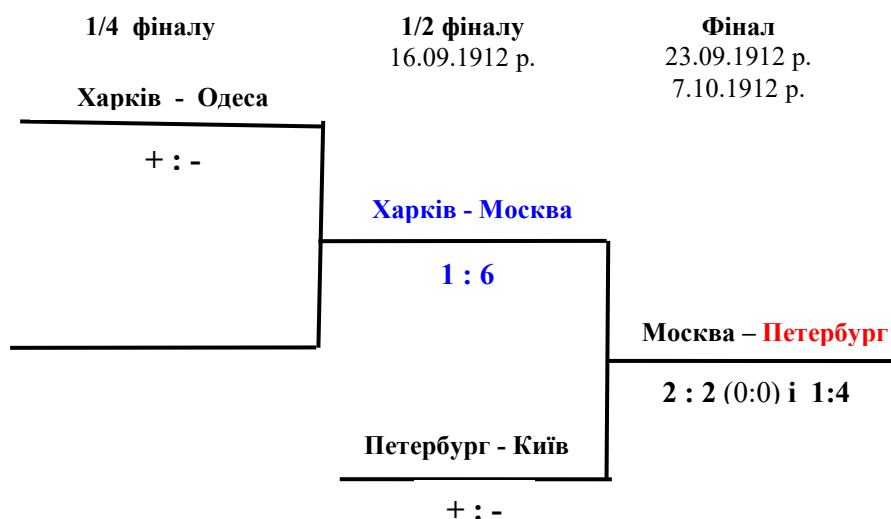 1/4 фіналу
1/2 фіналу
16.09.1912 р.
Фінал
23.09.1912 р.
7.10.1912 р.
Харків - Одеса
+ : -
Харків - Москва
1 : 6
Москва – Петербург
2 : 2 (0:0) і 1:4
Петербург - Київ
+ : -